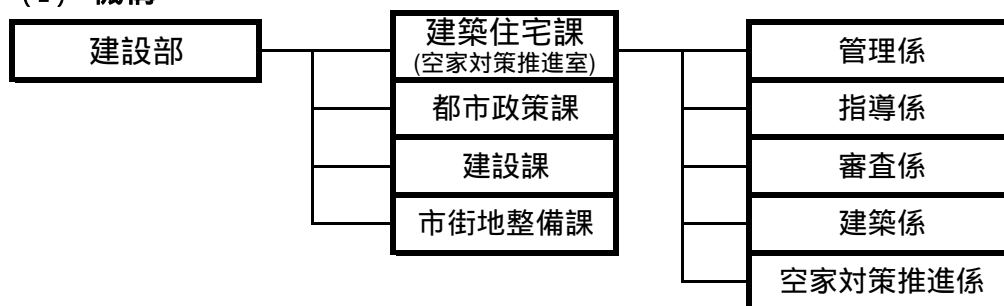 建設部
建築住宅課
(空家対策推進室)
都市政策課
建設課
市街地整備課
管理係
指導係
審査係
建築係
空家対策推進係